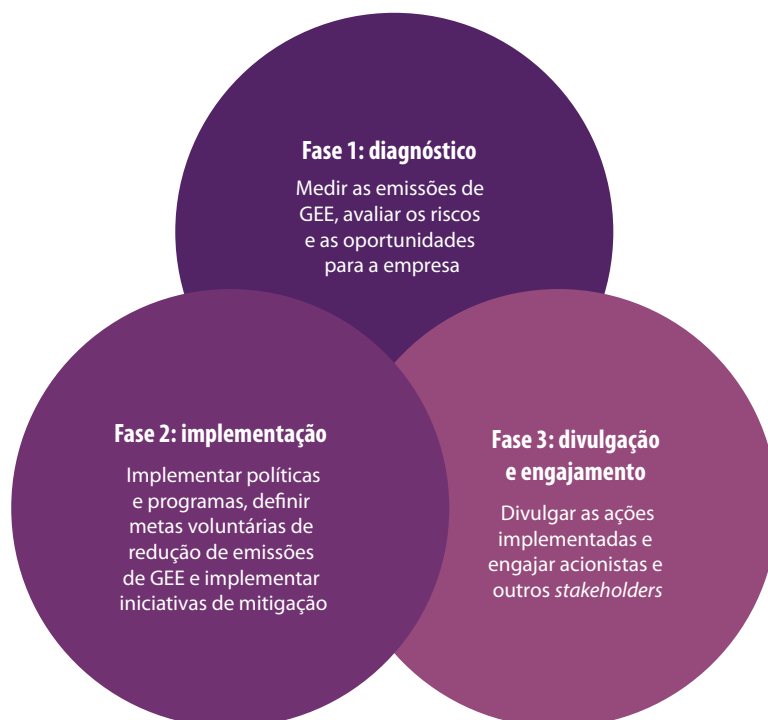 Fase 1: diagnóstico
Medir as emissões de
GEE, avaliar os riscos
e as oportunidades
para a empresa
Fase 2: implementação
Implementar políticas
e programas, definir
metas voluntárias de
redução de emissões
de GEE e implementar
iniciativas de mitigação
Fase 3: divulgação
e engajamento
Divulgar as ações
implementadas e
engajar acionistas e
outros stakeholders